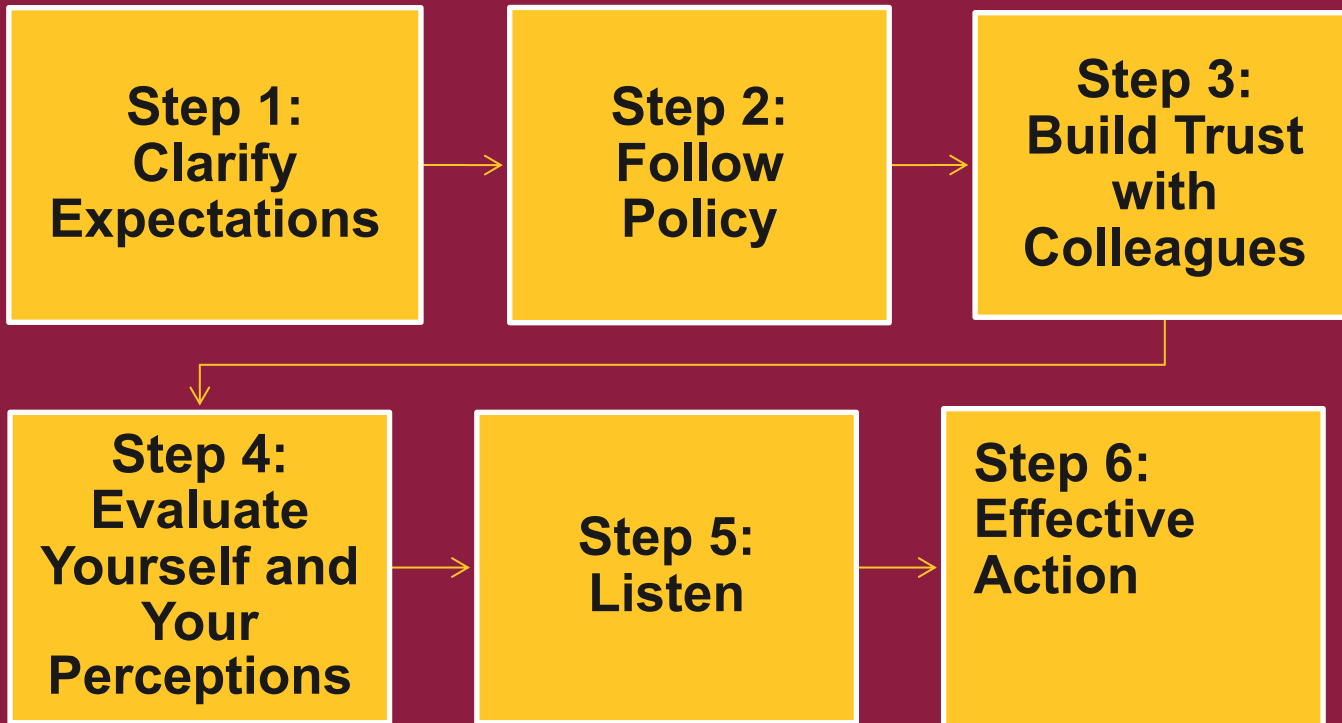 Step 1:
Clarify
Expectations
Step 2:
Follow
Policy
Step 3:
Build Trust
with
Colleagues
Step 4:
Evaluate
Yourself and
Your
Perceptions
Step 5:
Listen
Step 6:
Effective
Action